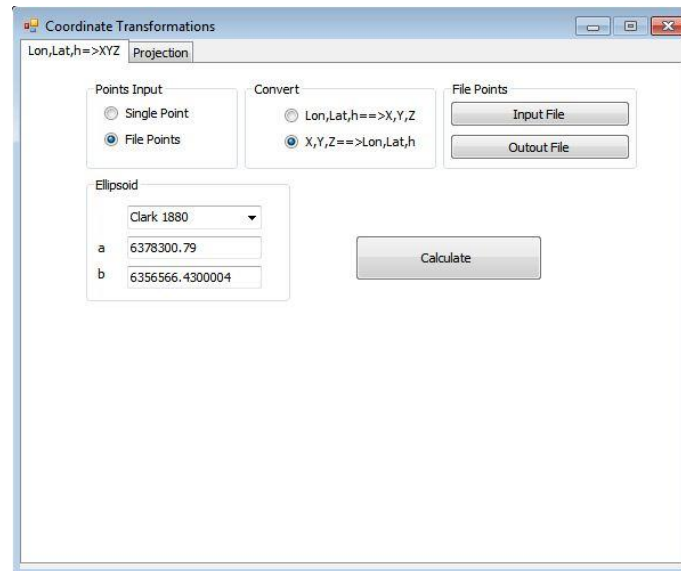 Coordinate Transformations
Lon,Lat,h=>XYZ Projection
Points Input
Single Point
File Points
Convert
Lon,Lat,h==>X,Y,Z
X,Y,Z==>Lon,Lat,h
File Points
Input File
Outout File
Ellipsoid
Clark 1880
a 6378300.79
b 6356566.4300004
Calculate